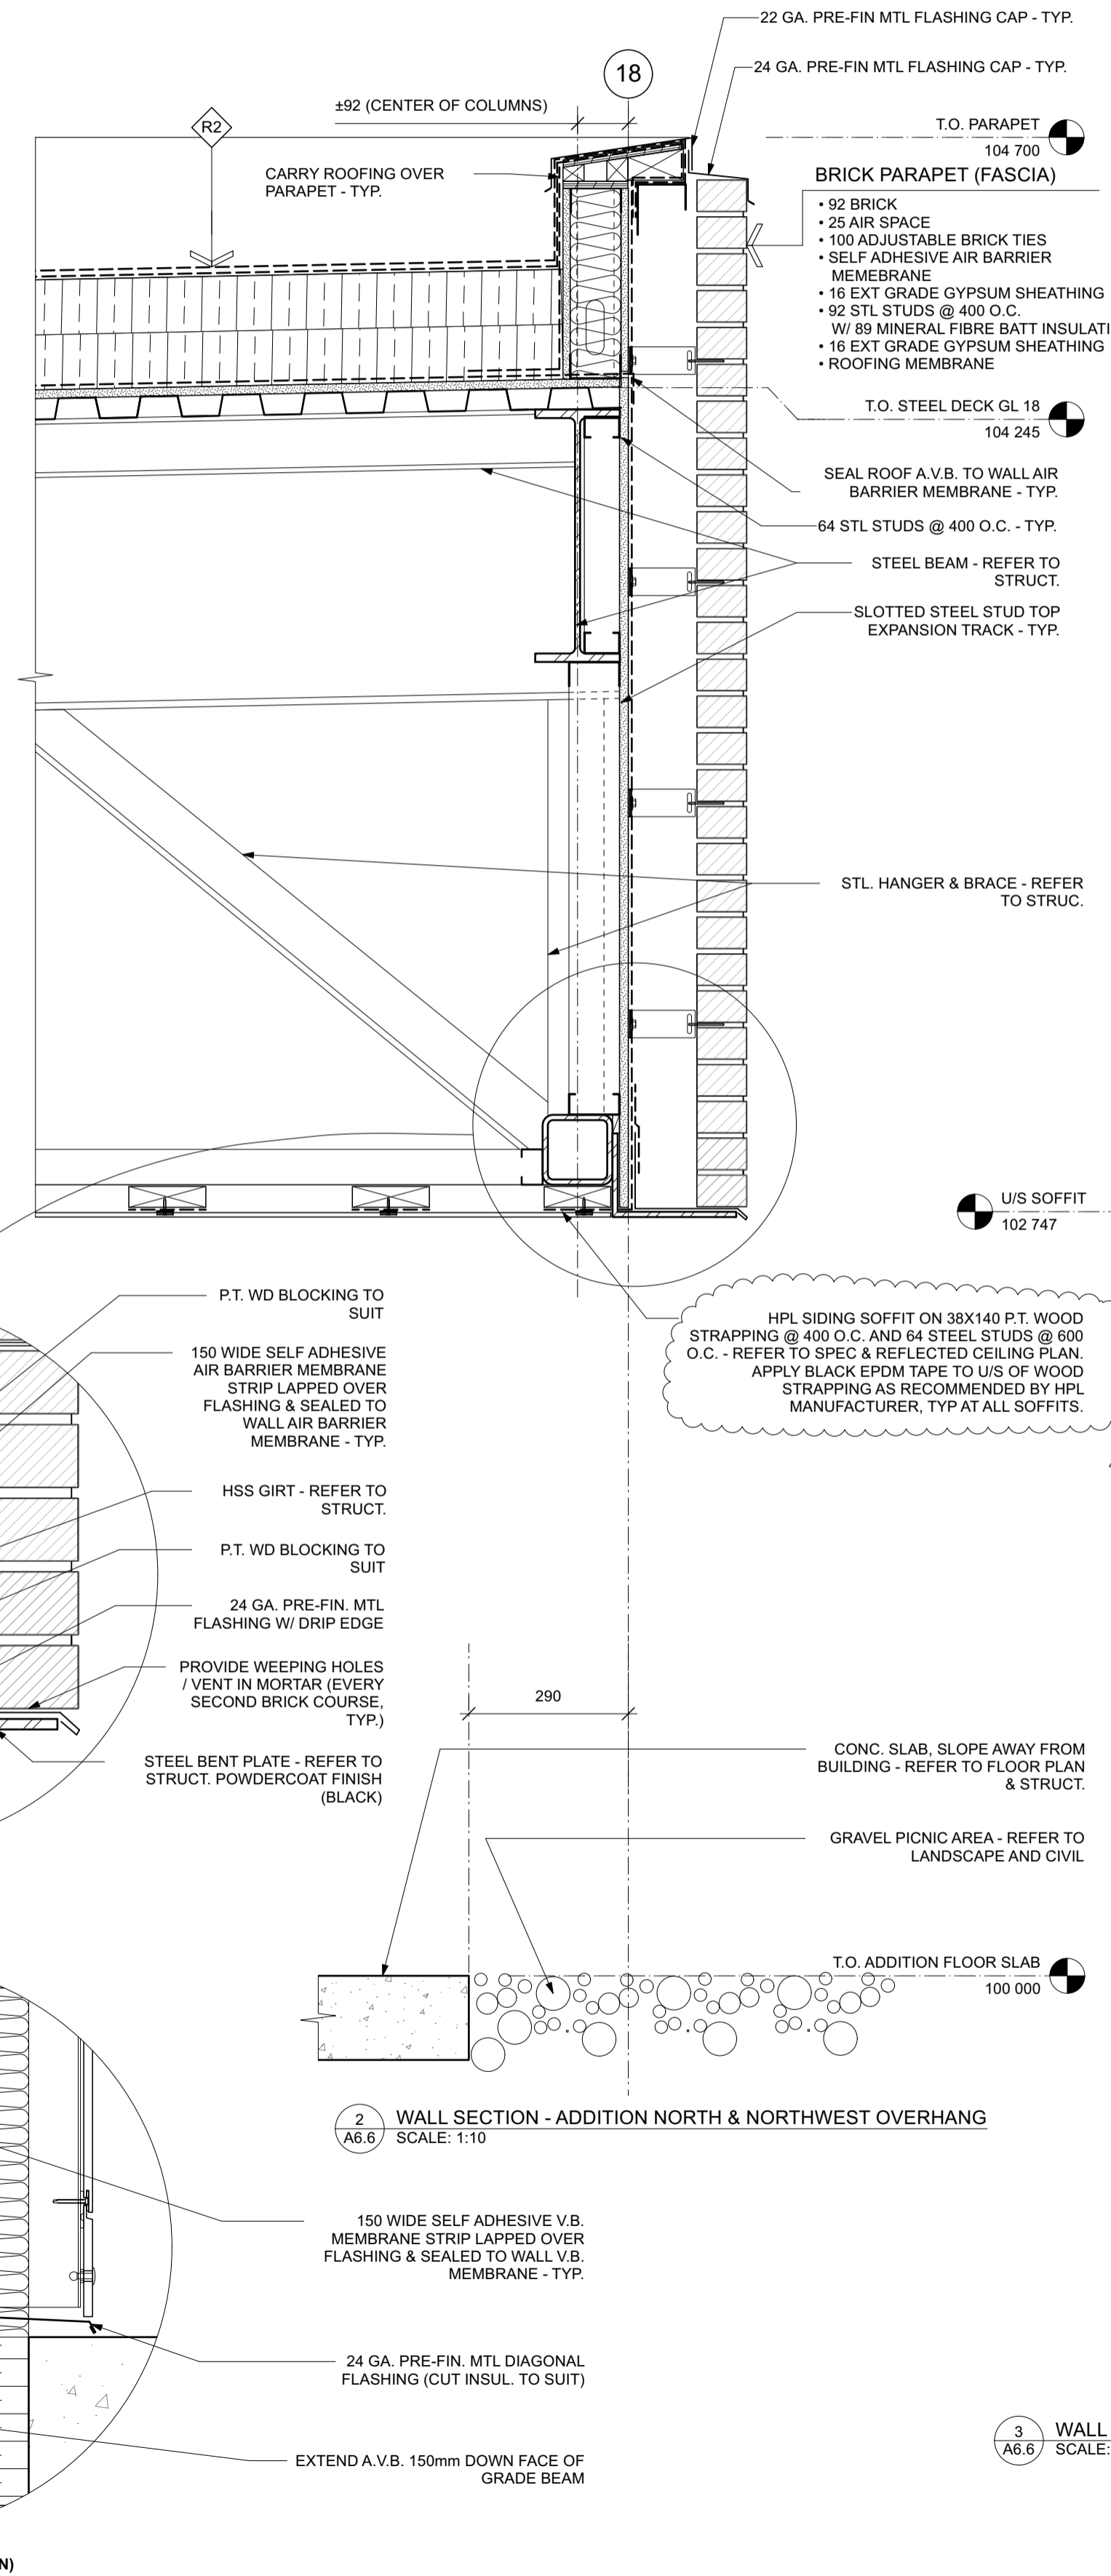 22 GA. PRE-FIN MTL FLASHING CAP - TYP.
18
24 GA. PRE-FIN MTL FLASHING CAP - TYP.
±92 (CENTER OF COLUMNS)
R2
T.O. PARAPET
104 700
CARRY ROOFING OVER
PARAPET - TYP.
BRICK PARAPET (FASCIA)
• 92 BRICK
• 25 AIR SPACE
• 100 ADJUSTABLE BRICK TIES
• SELF ADHESIVE AIR BARRIER
MEMEBRANE
• 16 EXT GRADE GYPSUM SHEATHING
• 92 STL STUDS @ 400 O.C.
W/ 89 MINERAL FIBRE BATT INSULATI
• 16 EXT GRADE GYPSUM SHEATHING
• ROOFING MEMBRANE
T.O. STEEL DECK GL 18
104 245
SEAL ROOF A.V.B. TO WALL AIR
BARRIER MEMBRANE - TYP.
64 STL STUDS @ 400 O.C. - TYP.
STEEL BEAM - REFER TO
STRUCT.
SLOTTED STEEL STUD TOP
EXPANSION TRACK - TYP.
STL. HANGER & BRACE - REFER
TO STRUC.
U/S SOFFIT
102 747
HPL SIDING SOFFIT ON 38X140 P.T. WOOD
STRAPPING @ 400 O.C. AND 64 STEEL STUDS @ 600
O.C. - REFER TO SPEC & REFLECTED CEILING PLAN.
APPLY BLACK EPDM TAPE TO U/S OF WOOD
STRAPPING AS RECOMMENDED BY HPL
MANUFACTURER, TYP AT ALL SOFFITS.
P.T. WD BLOCKING TO
SUIT
150 WIDE SELF ADHESIVE
AIR BARRIER MEMBRANE
STRIP LAPPED OVER
FLASHING & SEALED TO
WALL AIR BARRIER
MEMBRANE - TYP.
HSS GIRT - REFER TO
STRUCT.
P.T. WD BLOCKING TO
SUIT
24 GA. PRE-FIN. MTL
FLASHING W/ DRIP EDGE
PROVIDE WEEPING HOLES
/ VENT IN MORTAR (EVERY
SECOND BRICK COURSE,
TYP.)
STEEL BENT PLATE - REFER TO
STRUCT. POWDERCOAT FINISH
(BLACK)
290
CONC. SLAB, SLOPE AWAY FROM
BUILDING - REFER TO FLOOR PLAN
& STRUCT.
GRAVEL PICNIC AREA - REFER TO
LANDSCAPE AND CIVIL
T.O. ADDITION FLOOR SLAB
100 000
2
A6.6
WALL SECTION - ADDITION NORTH & NORTHWEST OVERHANG
SCALE: 1:10
150 WIDE SELF ADHESIVE V.B.
MEMBRANE STRIP LAPPED OVER
FLASHING & SEALED TO WALL V.B.
MEMBRANE - TYP.
24 GA. PRE-FIN. MTL DIAGONAL
FLASHING (CUT INSUL. TO SUIT)
3
A6.6
WALL
SCALE:
EXTEND A.V.B. 150mm DOWN FACE OF
GRADE BEAM
N)